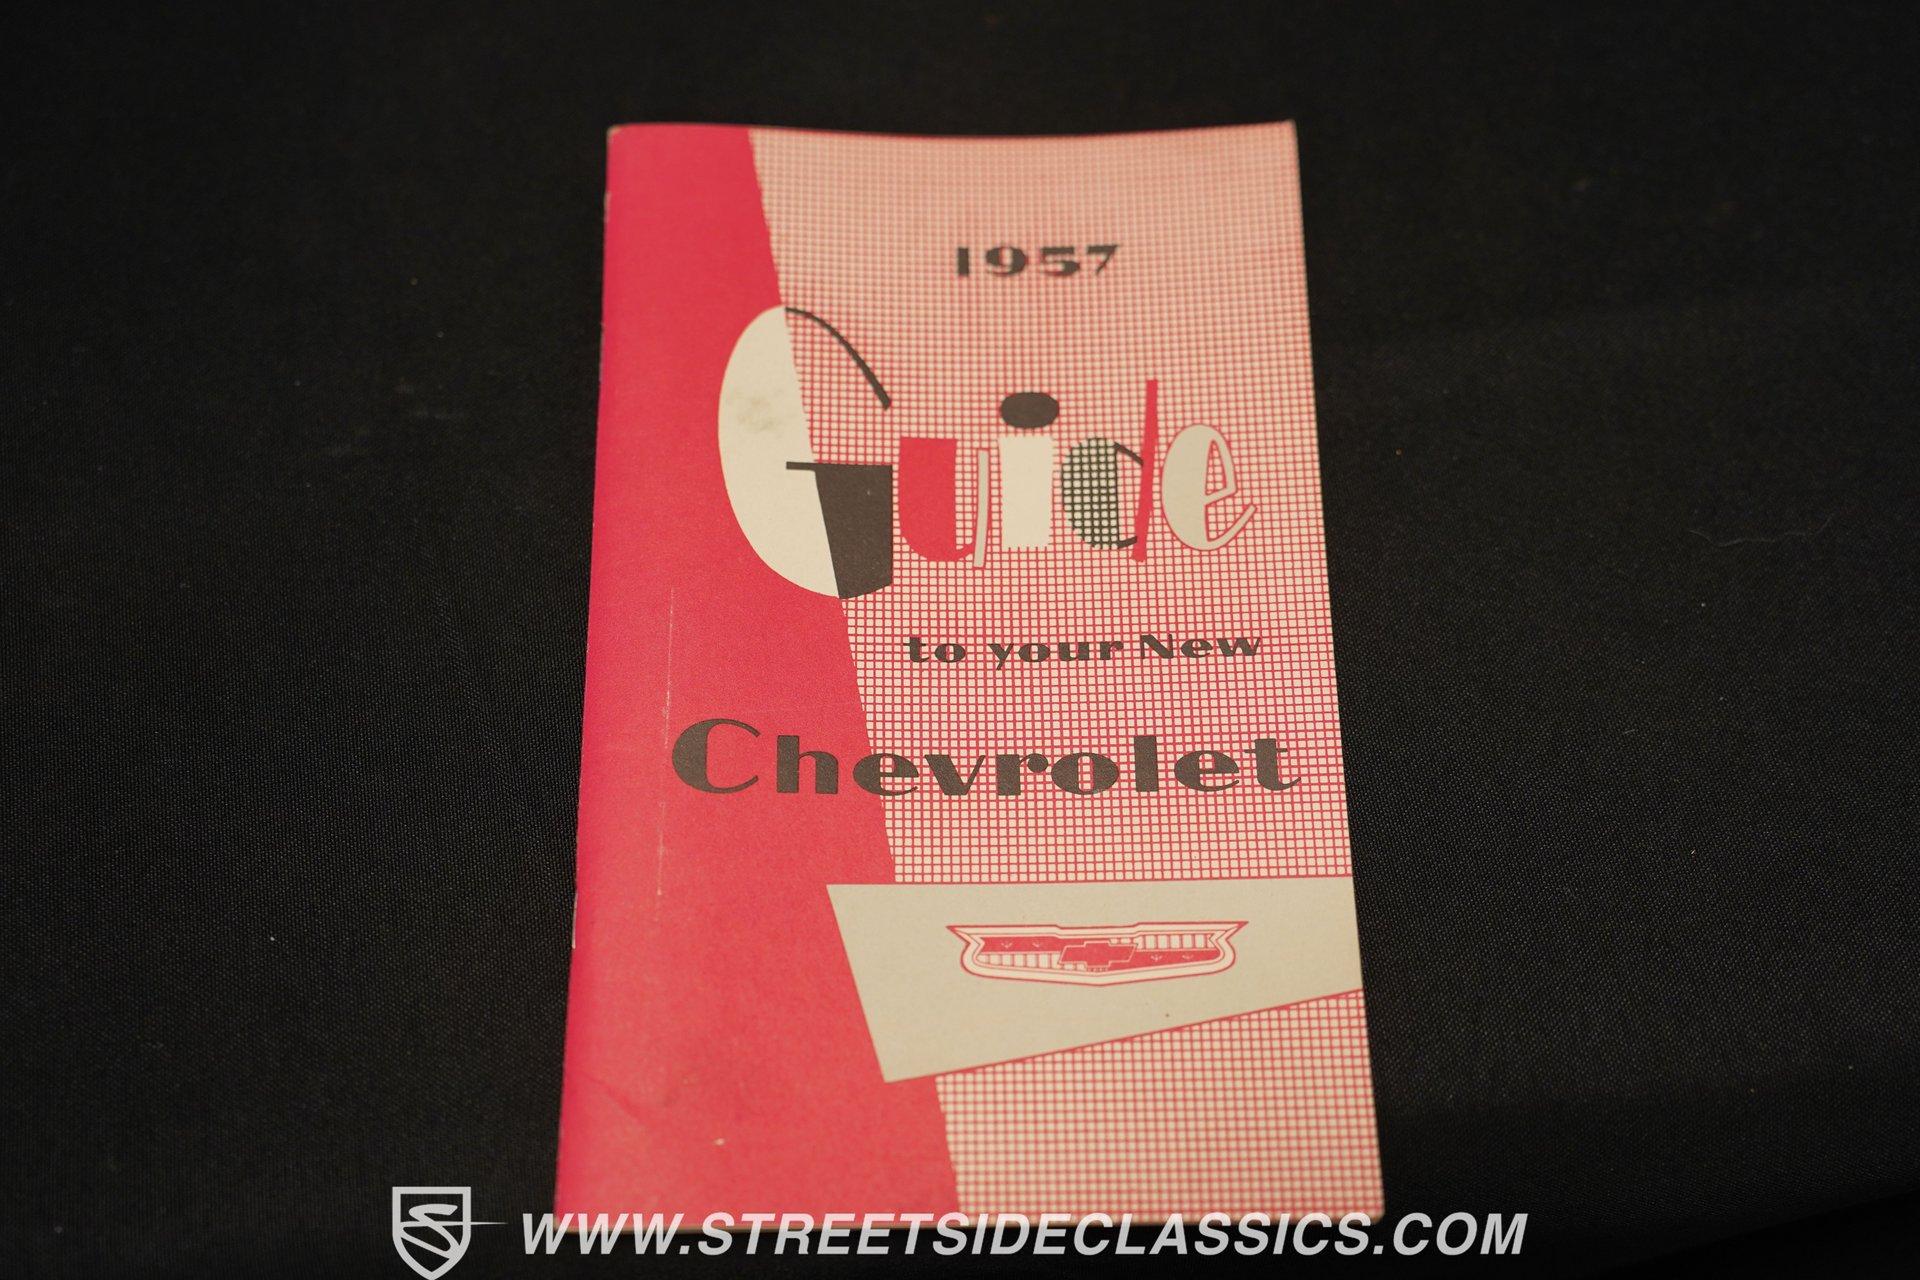 1957
Guide
to your New
Chevrolet
WWW.STREETSIDECLASSICS.COM